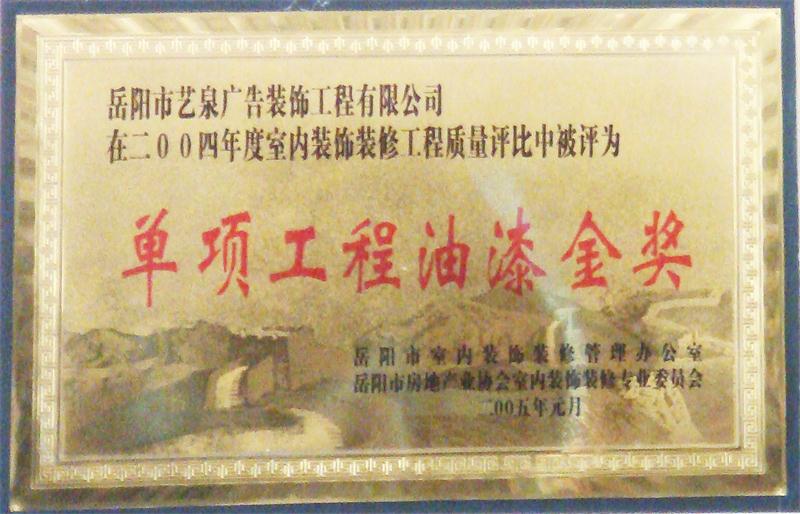 岳阳市艺泉广告装饰工程有限公司
在二００四年度室内装饰装修工程质量评比中被评为
单项工程油漆金奖
岳阳市室内装饰装修管理办公室
岳阳市房地产业协会室内装饰装修专业委员会
二00五年元月